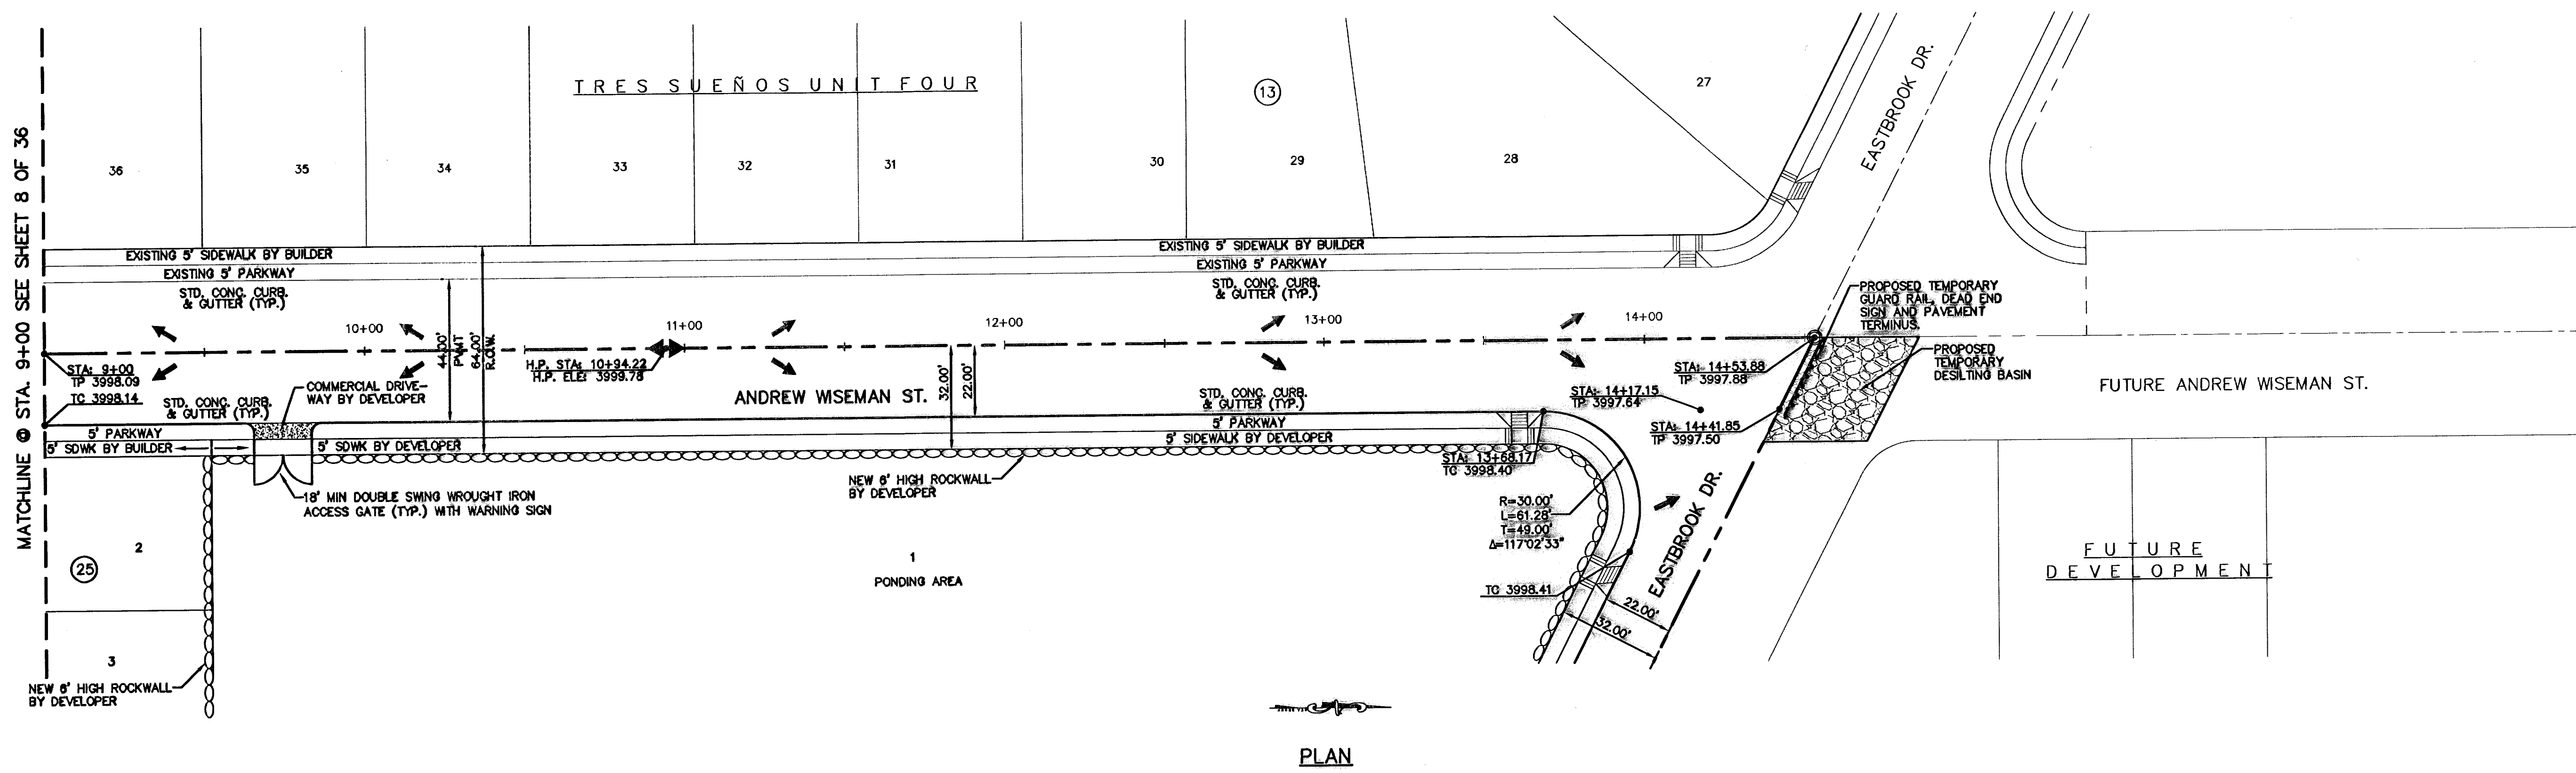 MATCHLINE @ STA. 9+00 SEE SHEET 8 OF 36
TRES SUEÑOS UNIT FOUR
13
27
36
35
34
33
32
31
30
29
28
EASTBROOK DR.
EXISTING 5' SIDEWALK BY BUILDER
EXISTING 5' PARKWAY
STD. CONC. CURB.
& GUTTER (TYP.)
EXISTING 5' SIDEWALK BY BUILDER
EXISTING 5' PARKWAY
STD. CONC. CURB.
& GUTTER (TYP.)
10+00
11+00
12+00
13+00
14+00
44.00'
PVMT
64.00'
R.O.W.
STA: 9+00
TP 3998.09
TC 3998.14
H.P. STA: 10+94.22
H.P. ELE: 3999.78
COMMERCIAL DRIVE-
WAY BY DEVELOPER
STD. CONC. CURB.
& GUTTER (TYP.)
ANDREW WISEMAN ST.
32.00'
22.00'
STD. CONC. CURB.
& GUTTER (TYP.)
5' PARKWAY
5' SIDEWALK BY DEVELOPER
5' PARKWAY
5' SDWK BY BUILDER
5' SDWK BY DEVELOPER
STA: 14+53.88
TP 3997.88
STA: 14+17.15
TP 3997.64
STA: 14+41.85
TP 3997.50
PROPOSED TEMPORARY
GUARD RAIL, DEAD END
SIGN AND PAVEMENT
TERMINUS.
PROPOSED
TEMPORARY
DESILTING BASIN
FUTURE ANDREW WISEMAN ST.
STA: 13+68.17
TC 3998.40
NEW 6' HIGH ROCKWALL
BY DEVELOPER
18' MIN DOUBLE SWING WROUGHT IRON
ACCESS GATE (TYP.) WITH WARNING SIGN
R=30.00'
L=61.28'
T=49.00'
Δ=117°02'33"
EASTBROOK DR.
2
25
1
PONDING AREA
TC 3998.41
22.00'
32.00'
FUTURE
DEVELOPMENT
3
NEW 6' HIGH ROCKWALL
BY DEVELOPER
PLAN